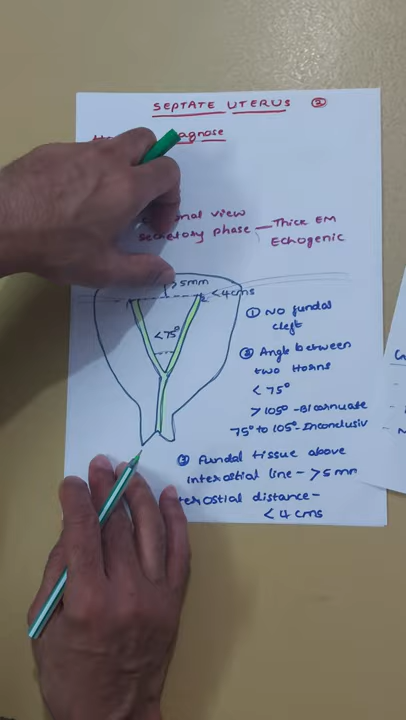 SEPTATE UTERUS ②
agnose
onal view
secretory phase — Thick EM
Echogenic
>5mm
<4cms
<75°
① No fundal
cleft
② Angle between
two Horns
<75°
>105° - Bicornuate
75° to 105° - Inconclusiv
③ Fundal tissue above
interostial line - >5mm
terostial distance -
<4 cms